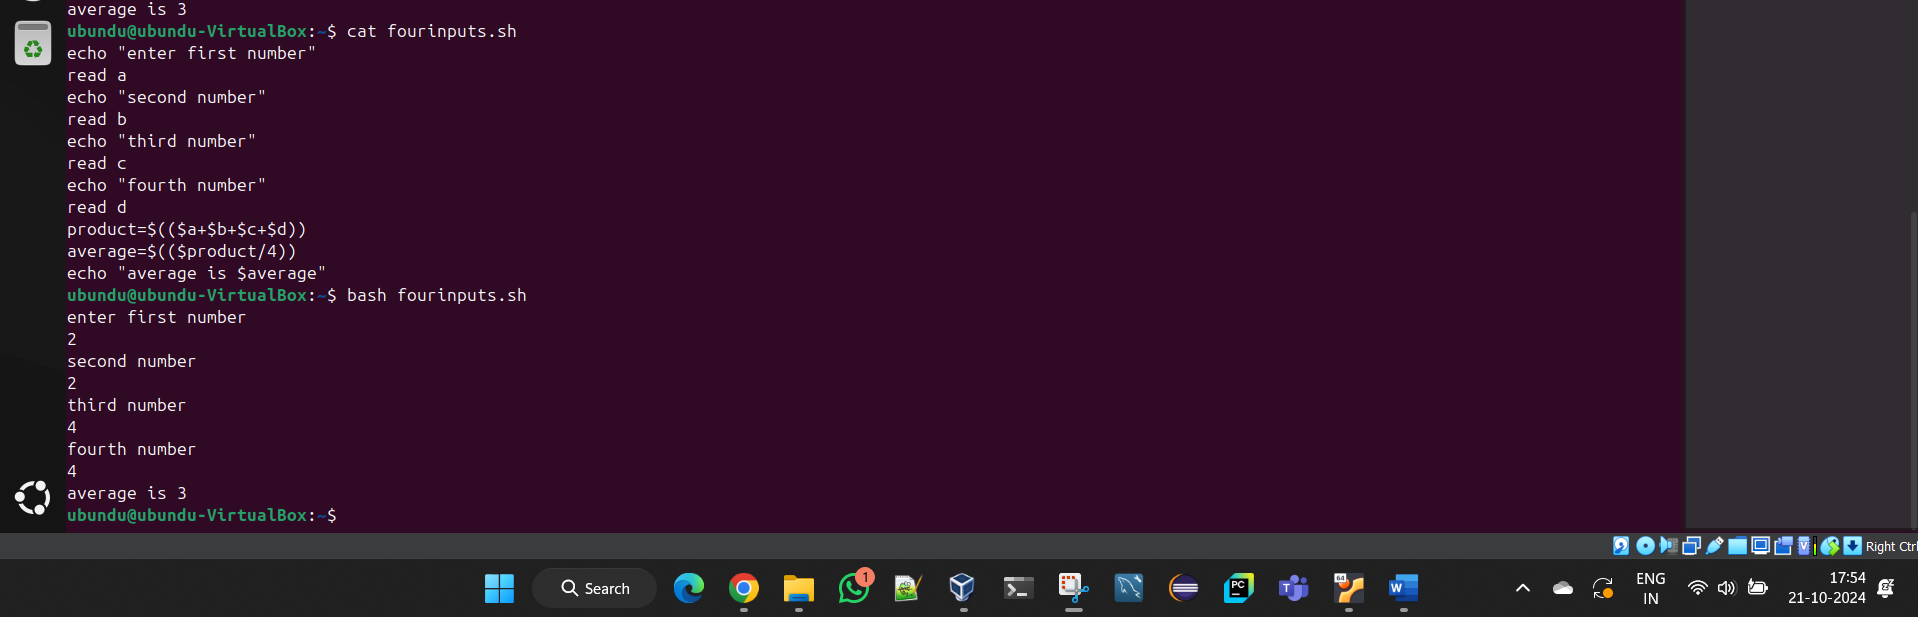 average is 3
ubundu@ubundu-VirtualBox:~$ cat fourinputs.sh
echo "enter first number"
read a
echo "second number"
read b
echo "third number"
read c
echo "fourth number"
read d
product=$(($a+$b+$c+$d))
average=$(($product/4))
echo "average is $average"
ubundu@ubundu-VirtualBox:~$ bash fourinputs.sh
enter first number
2
second number
2
third number
4
fourth number
4
average is 3
ubundu@ubundu-VirtualBox:~$
V
Right Ctrl
Search
1
PC
T
64
W
ENG
IN
17:54
21-10-2024